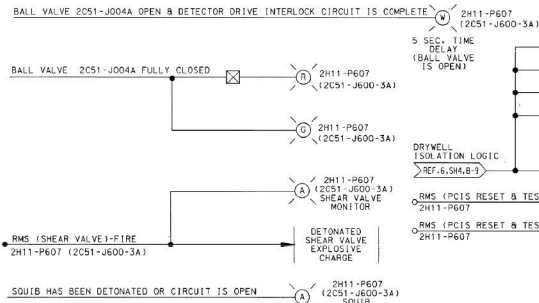 BALL VALVE 2C51-J004A OPEN & DETECTOR DRIVE INTERLOCK CIRCUIT IS COMPLETE
W
2H11-P607
(2C51-J600-3A)
5 SEC. TIME
DELAY
(BALL VALVE
IS OPEN)
BALL VALVE 2C51-J004A FULLY CLOSED
R
2H11-P607
(2C51-J600-3A)
G
2H11-P607
(2C51-J600-3A)
DRYWELL
ISOLATION LOGIC
REF.6,SH4,B-9
A
2H11-P607
(2C51-J600-3A)
SHEAR VALVE
MONITOR
RMS (PCIS RESET & TES
2H11-P607
RMS (PCIS RESET & TES
2H11-P607
RMS (SHEAR VALVE)-FIRE
2H11-P607 (2C51-J600-3A)
DETONATED
SHEAR VALVE
EXPLOSIVE
CHARGE
SQUIB HAS BEEN DETONATED OR CIRCUIT IS OPEN
A
2H11-P607
(2C51-J600-3A)
SQUIB